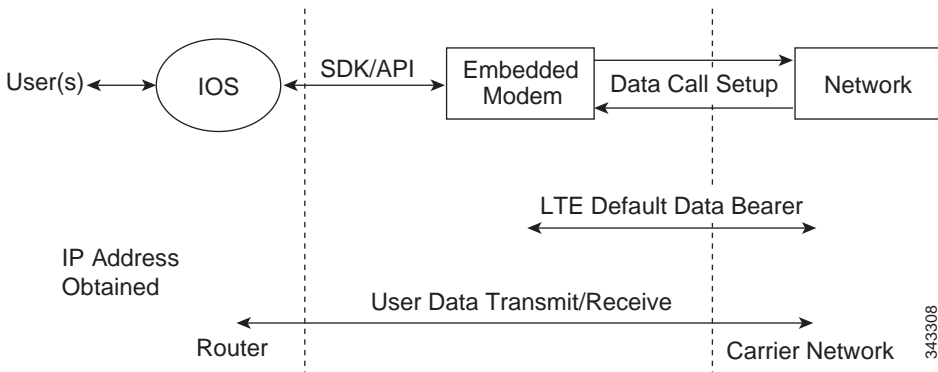 User(s)
IOS
SDK/API
Embedded
Modem
Data Call Setup
Network
LTE Default Data Bearer
IP Address
Obtained
User Data Transmit/Receive
Router
Carrier Network
343308